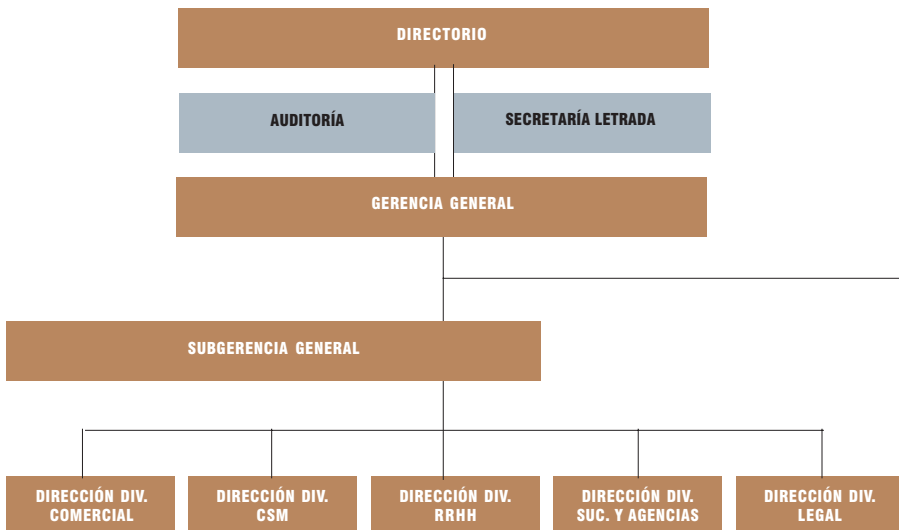 DIRECTORIO
AUDITORÍA
SECRETARÍA LETRADA
GERENCIA GENERAL
SUBGERENCIA GENERAL
DIRECCIÓN DIV.
COMERCIAL
DIRECCIÓN DIV.
CSM
DIRECCIÓN DIV.
RRHH
DIRECCIÓN DIV.
SUC. Y AGENCIAS
DIRECCIÓN DIV.
LEGAL